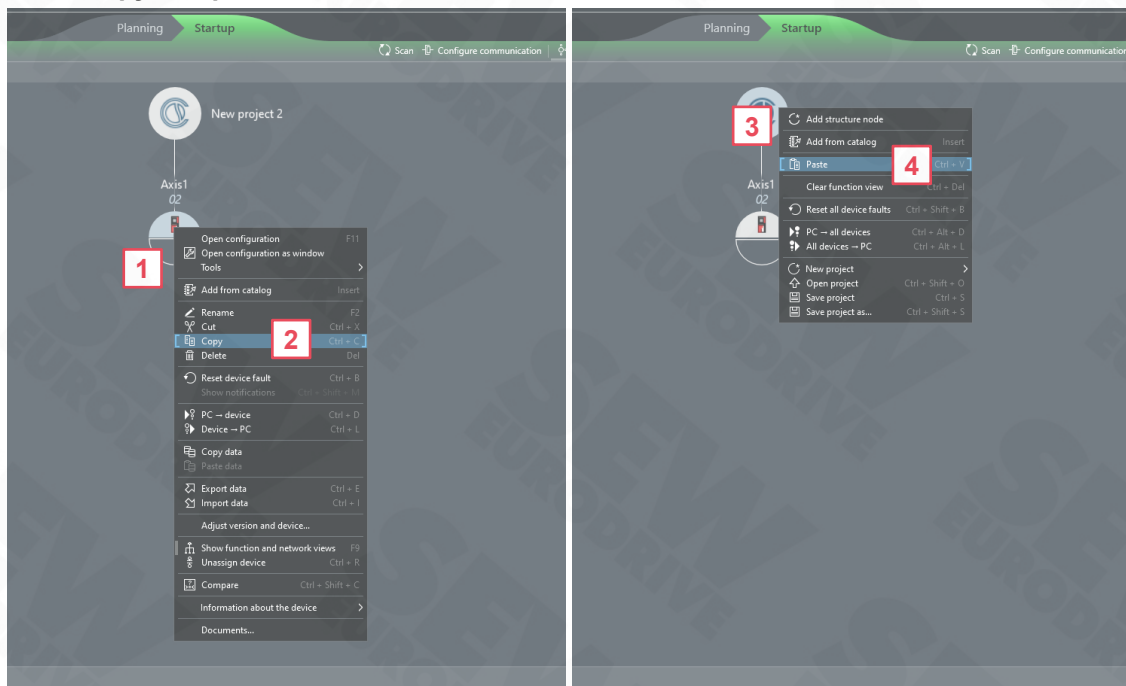 Planning Startup
Scan Configure communication
New project 2
Axis1
02
1
Open configuration F11
Open configuration as window
Tools
Add from catalog Insert
Rename F2
Cut Ctrl + X
2
Copy Ctrl + C
Delete Del
Reset device fault Ctrl + B
Show notifications Ctrl + Shift + M
PC → device Ctrl + D
Device → PC Ctrl + L
Copy data
Paste data
Export data Ctrl + E
Import data Ctrl + I
Adjust version and device...
Show function and network views F9
Unassign device Ctrl + R
Compare Ctrl + Shift + C
Information about the device
Documents...
Planning Startup
Scan Configure communication
3
Add structure node
Add from catalog Insert
4
Paste Ctrl + V
Axis1
02
Clear function view Ctrl + Del
Reset all device faults Ctrl + Shift + B
PC → all devices Ctrl + Alt + D
All devices → PC Ctrl + Alt + L
New project
Open project Ctrl + Shift + O
Save project Ctrl + S
Save project as... Ctrl + Shift + S
SEW
EURODRIVE